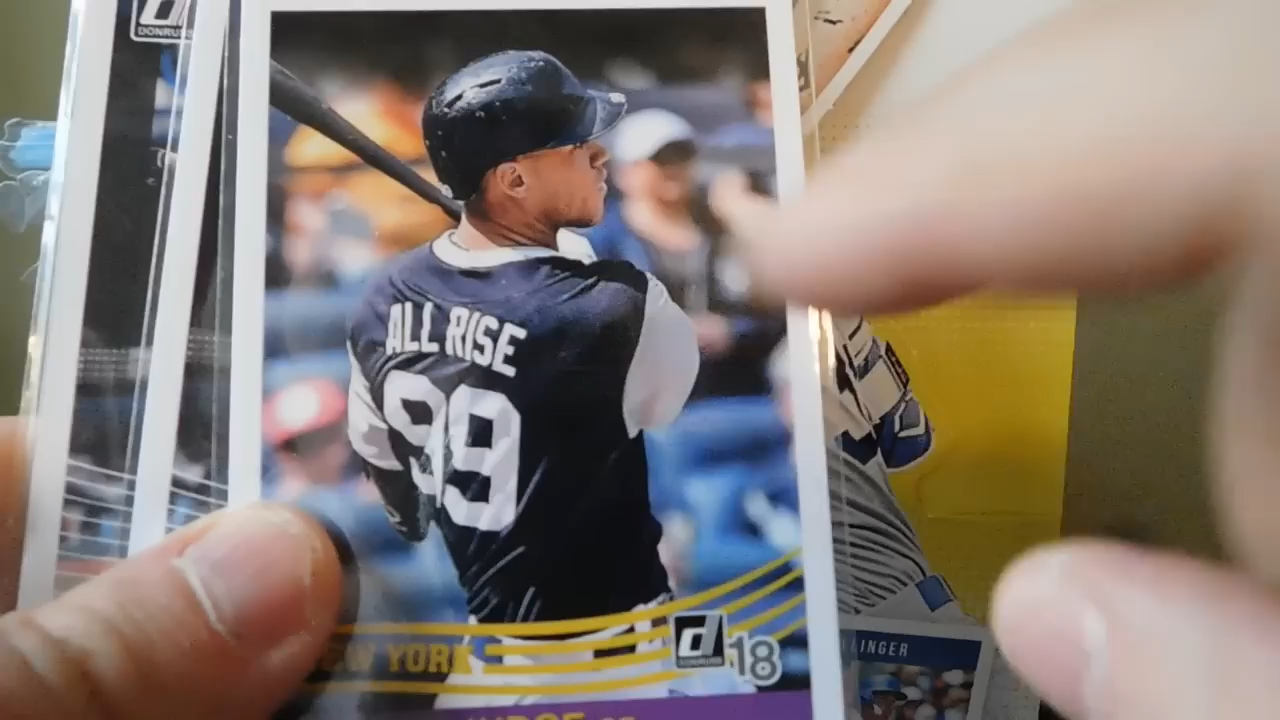 DONRUSS
ALL RISE
99
NEW YORK
d
DONRUSS
18
LINGER